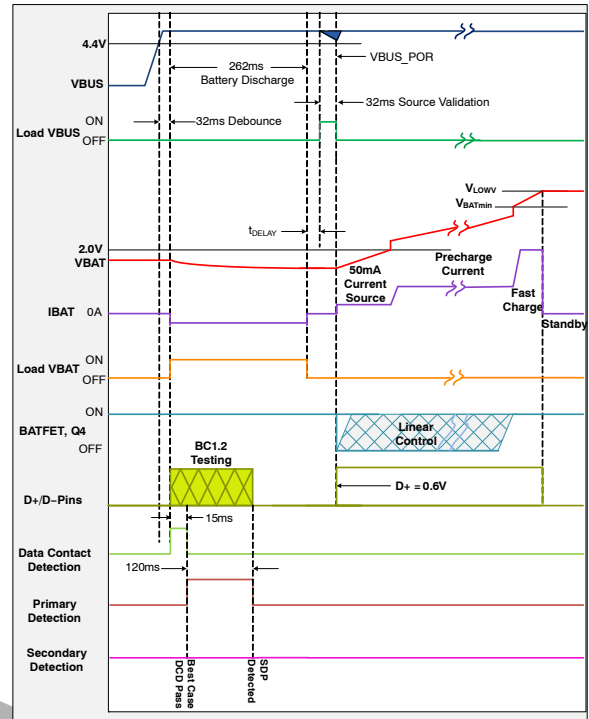 4.4V
262ms
Battery Discharge
VBUS_POR
VBUS
32ms Source Validation
ON
Load VBUS
32ms Debounce
OFF
VLOWV
VBATmin
tDELAY
2.0V
VBAT
50mA
Current
Source
Precharge
Current
IBAT
0A
Fast
Charge
Standby
ON
Load VBAT
OFF
ON
BATFET, Q4
OFF
Linear
Control
BC1.2
Testing
D+ = 0.6V
D+/D−Pins
15ms
Data Contact
Detection
120ms
Primary
Detection
Secondary
Detection
Best Case
DCD Pass
SDP
Detected